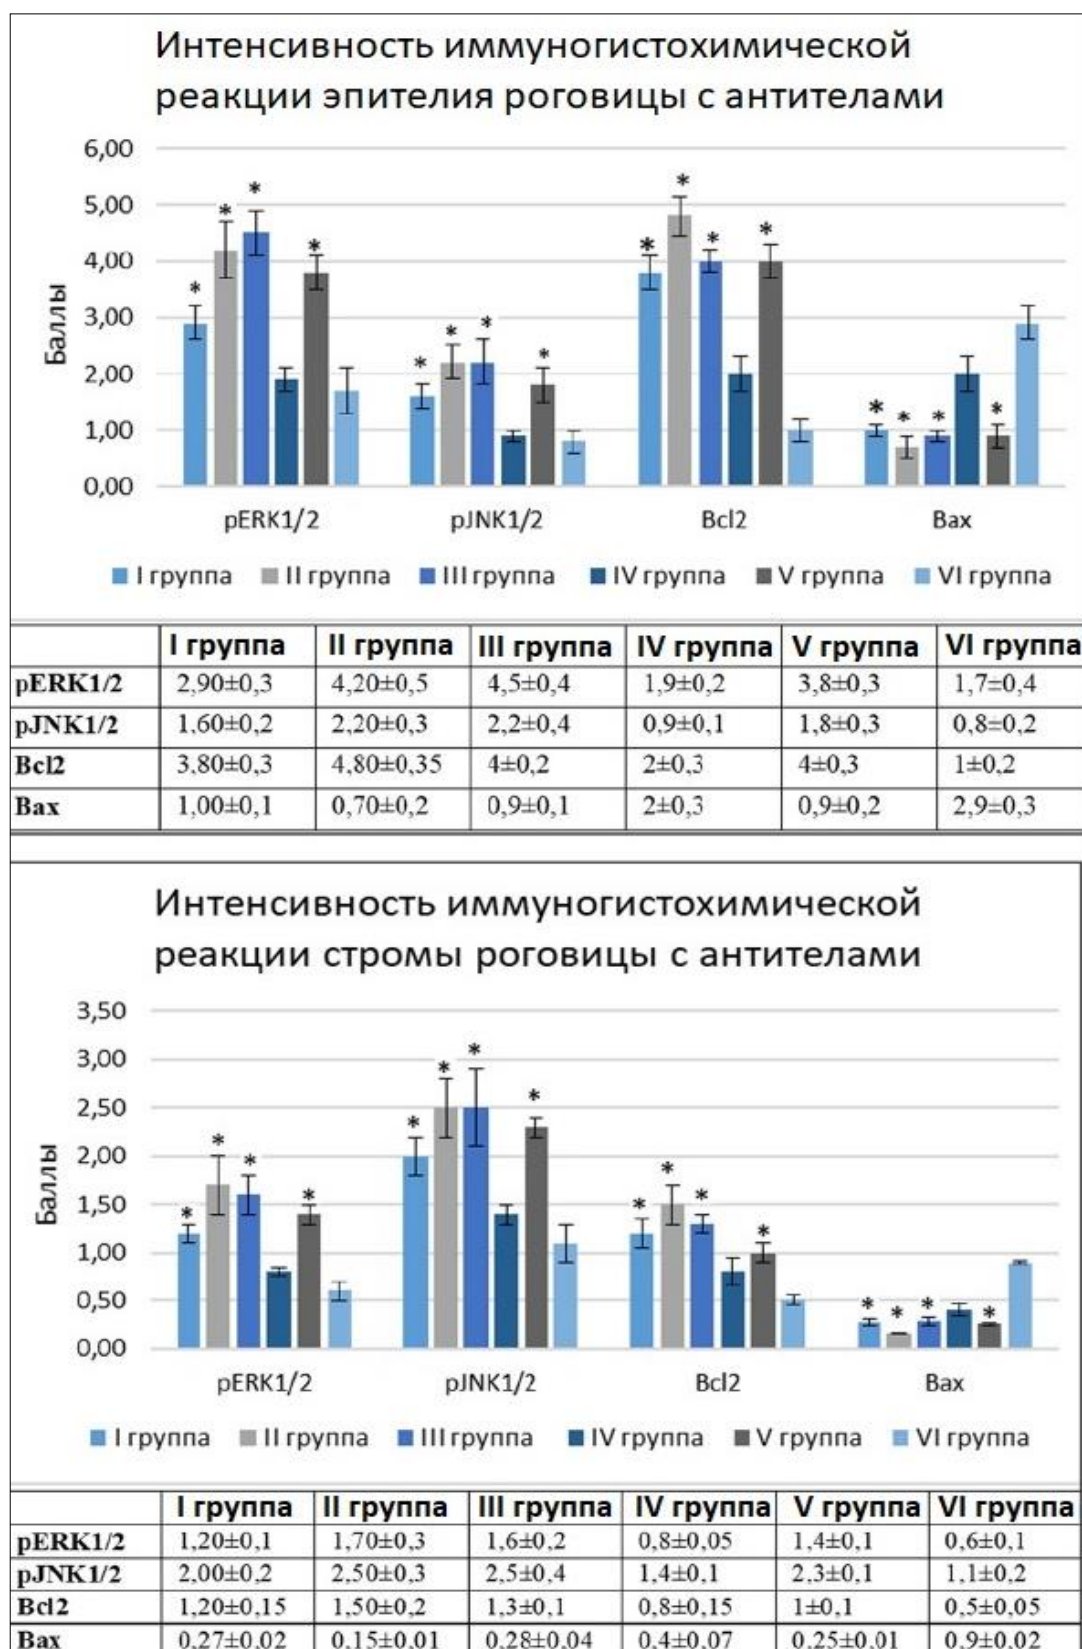 Интенсивность иммуногистохимической
реакции эпителия роговицы с антителами
Баллы
6,00
5,00
4,00
3,00
2,00
1,00
0,00
* * * * * * * * * * * * * * * *
pERK1/2 pJNK1/2 Bcl2 Bax
I группа II группа III группа IV группа V группа VI группа
I группа II группа III группа IV группа V группа VI группа
pERK1/2 2,90±0,3 4,20±0,5 4,5±0,4 1,9±0,2 3,8±0,3 1,7±0,4
pJNK1/2 1,60±0,2 2,20±0,3 2,2±0,4 0,9±0,1 1,8±0,3 0,8±0,2
Bcl2 3,80±0,3 4,80±0,35 4±0,2 2±0,3 4±0,3 1±0,2
Bax 1,00±0,1 0,70±0,2 0,9±0,1 2±0,3 0,9±0,2 2,9±0,3
Интенсивность иммуногистохимической
реакции стромы роговицы с антителами
Баллы
3,50
3,00
2,50
2,00
1,50
1,00
0,50
0,00
* * * * * * * * * * * * * * * *
pERK1/2 pJNK1/2 Bcl2 Bax
I группа II группа III группа IV группа V группа VI группа
I группа II группа III группа IV группа V группа VI группа
pERK1/2 1,20±0,1 1,70±0,3 1,6±0,2 0,8±0,05 1,4±0,1 0,6±0,1
pJNK1/2 2,00±0,2 2,50±0,3 2,5±0,4 1,4±0,1 2,3±0,1 1,1±0,2
Bcl2 1,20±0,15 1,50±0,2 1,3±0,1 0,8±0,15 1±0,1 0,5±0,05
Bax 0,27±0,02 0,15±0,01 0,28±0,04 0,4±0,07 0,25±0,01 0,9±0,02